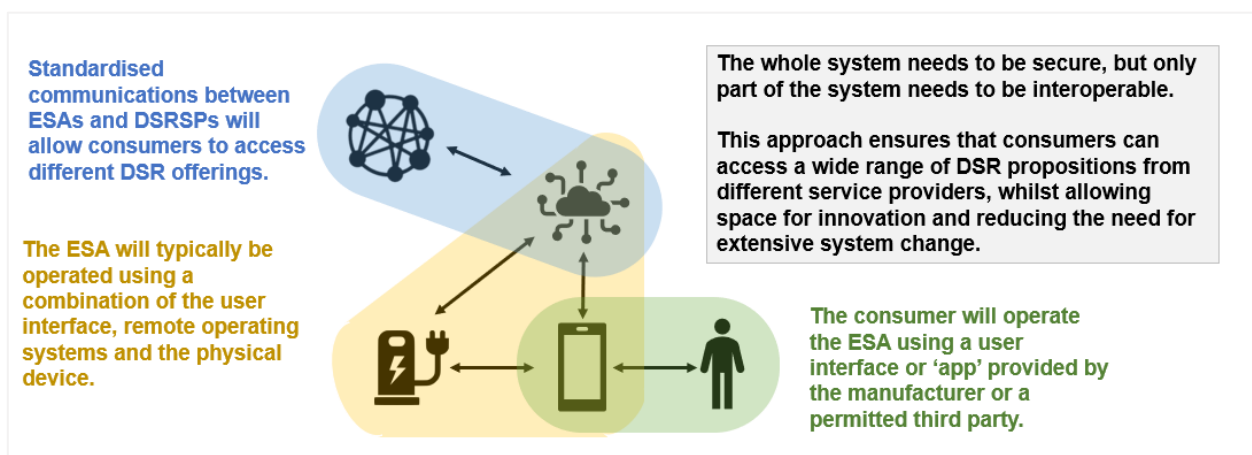 Standardised
communications between
ESAs and DSRSPs will
allow consumers to access
different DSR offerings.
The whole system needs to be secure, but only
part of the system needs to be interoperable.
This approach ensures that consumers can
access a wide range of DSR propositions from
different service providers, whilst allowing
space for innovation and reducing the need for
extensive system change.
The ESA will typically be
operated using a
combination of the user
interface, remote operating
systems and the physical
device.
The consumer will operate
the ESA using a user
interface or ‘app’ provided by
the manufacturer or a
permitted third party.